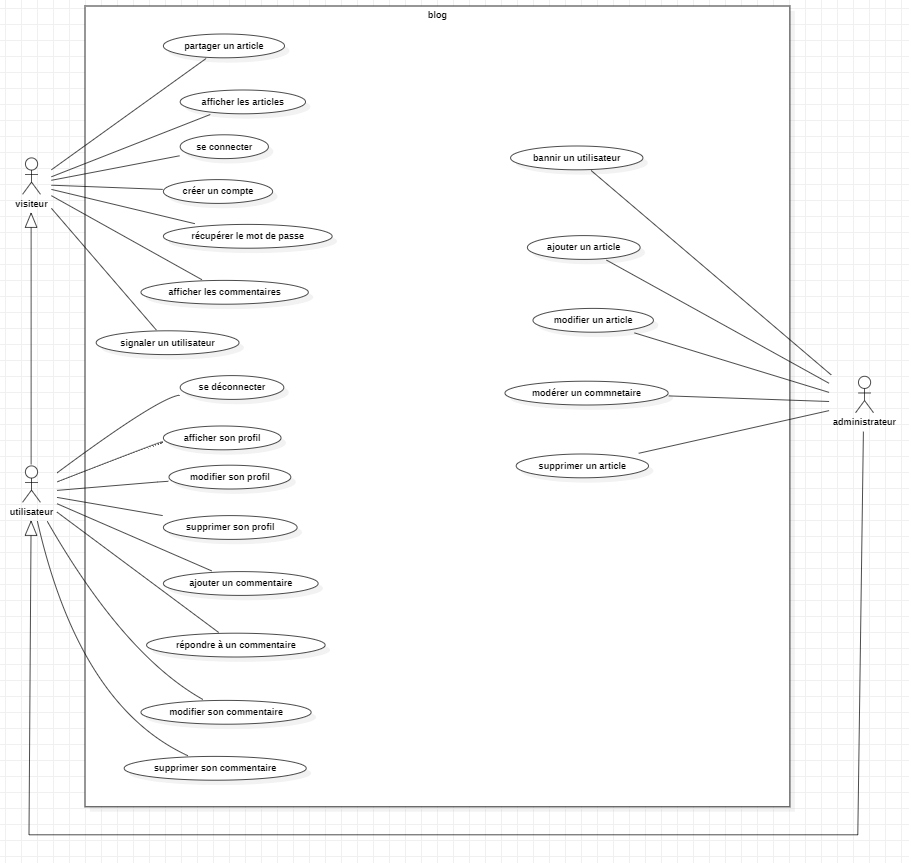 blog
partager un article
afficher les articles
se connecter
bannir un utilisateur
créer un compte
visiteur
récupérer le mot de passe
ajouter un article
afficher les commentaires
modifier un article
signaler un utilisateur
se déconnecter
modérer un commnetaire
administrateur
afficher son profil
supprimer un article
modifier son profil
utilisateur
supprimer son profil
ajouter un commentaire
répondre à un commentaire
modifier son commentaire
supprimer son commentaire